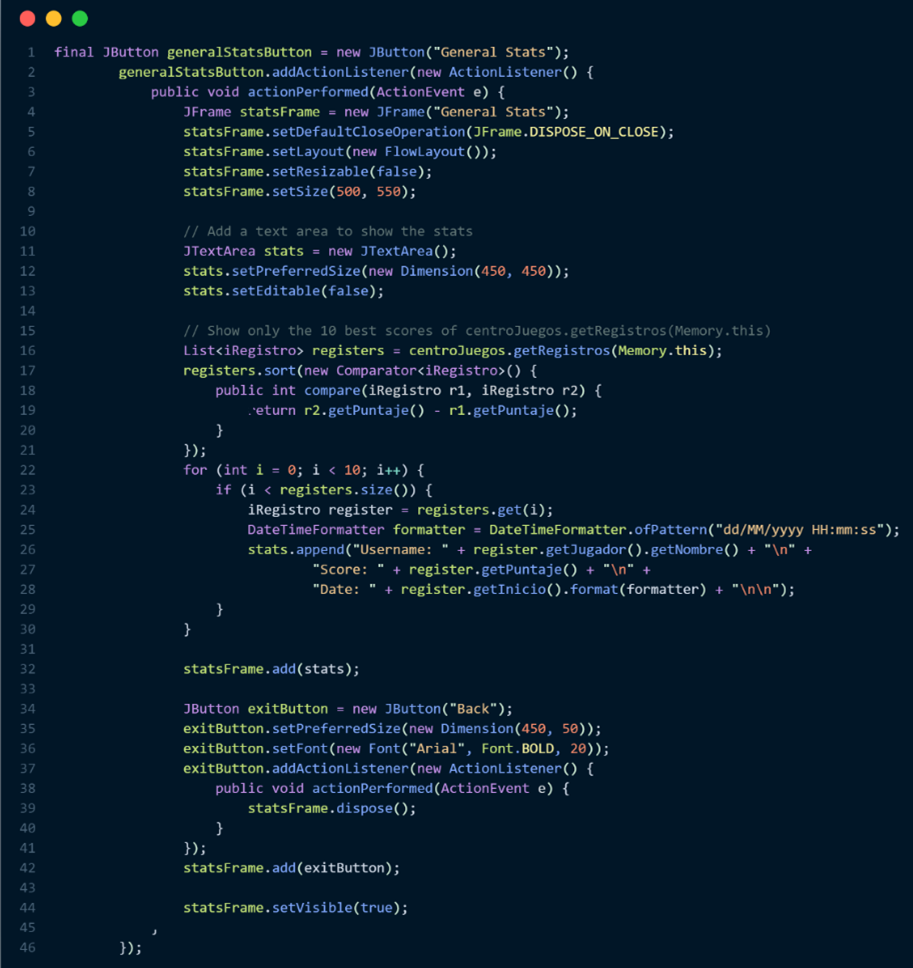 1 final JButton generalStatsButton = new JButton("General Stats");
2 generalStatsButton.addActionListener(new ActionListener() {
3 public void actionPerformed(ActionEvent e) {
4 JFrame statsFrame = new JFrame("General Stats");
5 statsFrame.setDefaultCloseOperation(JFrame.DISPOSE_ON_CLOSE);
6 statsFrame.setLayout(new FlowLayout());
7 statsFrame.setResizable(false);
8 statsFrame.setSize(500, 550);
9
10 // Add a text area to show the stats
11 JTextArea stats = new JTextArea();
12 stats.setPreferredSize(new Dimension(450, 450));
13 stats.setEditable(false);
14
15 // Show only the 10 best scores of centroJuegos.getRegistros(Memory.this)
16 List<iRegistro> registers = centroJuegos.getRegistros(Memory.this);
17 registers.sort(new Comparator<iRegistro>() {
18 public int compare(iRegistro r1, iRegistro r2) {
19 return r2.getPuntaje() - r1.getPuntaje();
20 }
21 });
22 for (int i = 0; i < 10; i++) {
23 if (i < registers.size()) {
24 iRegistro register = registers.get(i);
25 DateTimeFormatter formatter = DateTimeFormatter.ofPattern("dd/MM/yyyy HH:mm:ss");
26 stats.append("Username: " + register.getJugador().getNombre() + "\n" +
27 "Score: " + register.getPuntaje() + "\n" +
28 "Date: " + register.getInicio().format(formatter) + "\n\n");
29 }
30 }
31
32 statsFrame.add(stats);
33
34 JButton exitButton = new JButton("Back");
35 exitButton.setPreferredSize(new Dimension(450, 50));
36 exitButton.setFont(new Font("Arial", Font.BOLD, 20));
37 exitButton.addActionListener(new ActionListener() {
38 public void actionPerformed(ActionEvent e) {
39 statsFrame.dispose();
40 }
41 });
42 statsFrame.add(exitButton);
43
44 statsFrame.setVisible(true);
45
46 });